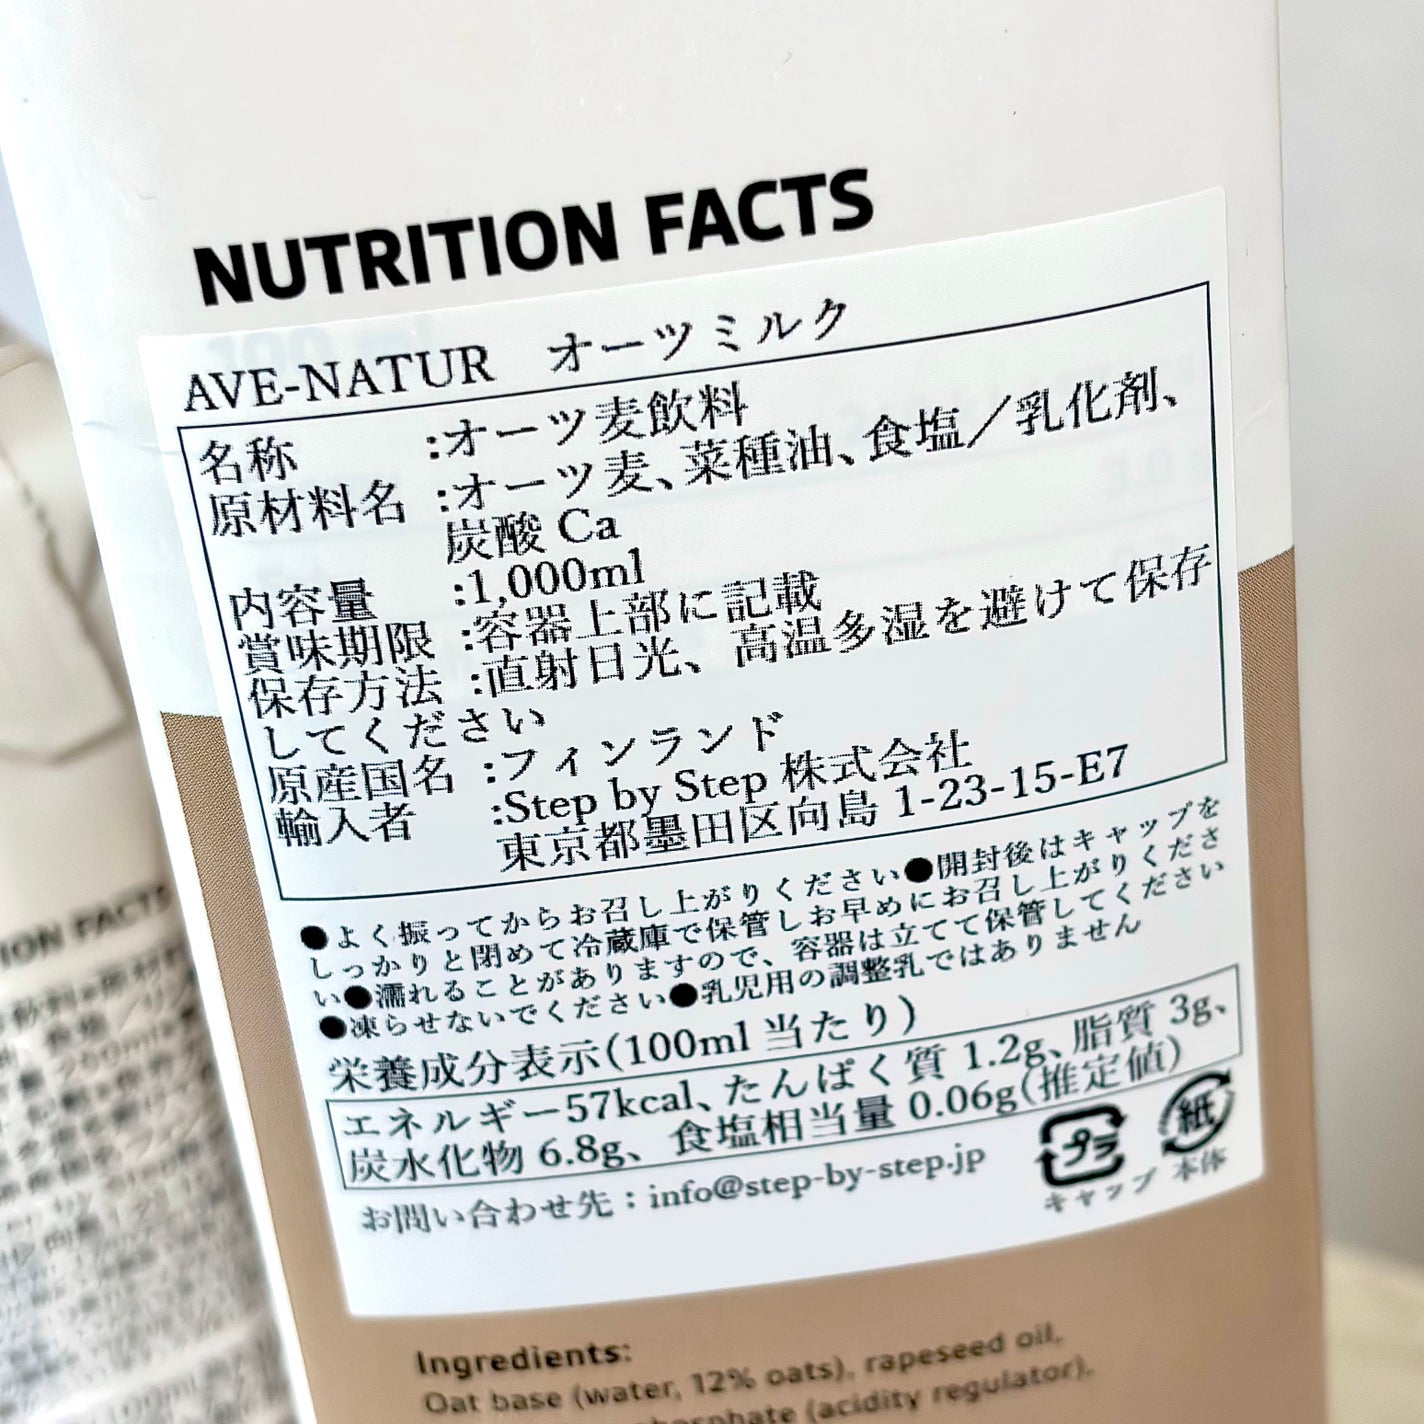 NUTRITION FACTS
AVE-NATUR オーツミルク
名称 :オーツ麦飲料
原材料名 :オーツ麦、菜種油、食塩／乳化剤、
炭酸 Ca
内容量 :1,000ml
賞味期限 :容器上部に記載
保存方法 :直射日光、高温多湿を避けて保存
してください
原産国名 :フィンランド
輸入者 :Step by Step 株式会社
東京都墨田区向島 1-23-15-E7
●よく振ってからお召し上がりください●開封後はキャップを
しっかりと閉めて冷蔵庫で保管しお早めにお召し上がりくださ
い●濡れることがありますので、容器は立てて保管してください
●凍らせないでください●乳児用の調整乳ではありません
栄養成分表示(100ml 当たり)
エネルギー57kcal、たんぱく質 1.2g、脂質 3g、
炭水化物 6.8g、食塩相当量 0.06g(推定値)
お問い合わせ先：info@step-by-step.jp
プラ 紙
キャップ 本体
Ingredients:
Oat base (water, 12% oats), rapeseed oil,
phosphate (acidity regulator),
ION FACTS